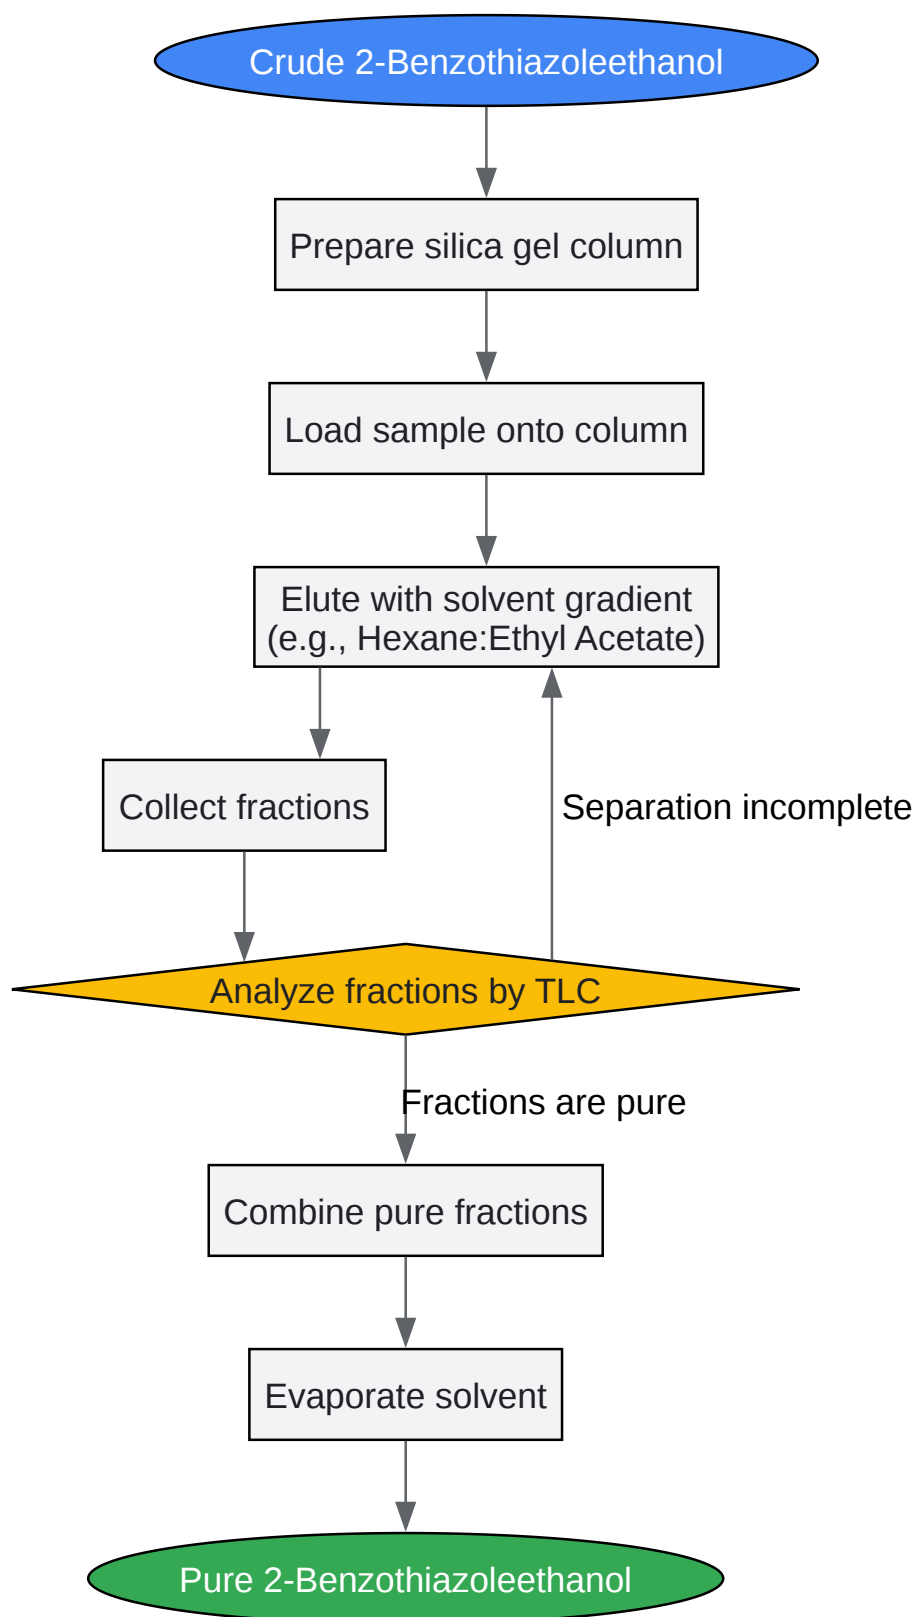 Crude 2-Benzothiazoleethanol
Prepare silica gel column
Load sample onto column
Elute with solvent gradient
(e.g., Hexane:Ethyl Acetate)
Collect fractions
Separation incomplete
Analyze fractions by TLC
Fractions are pure
Combine pure fractions
Evaporate solvent
Pure 2-Benzothiazoleethanol